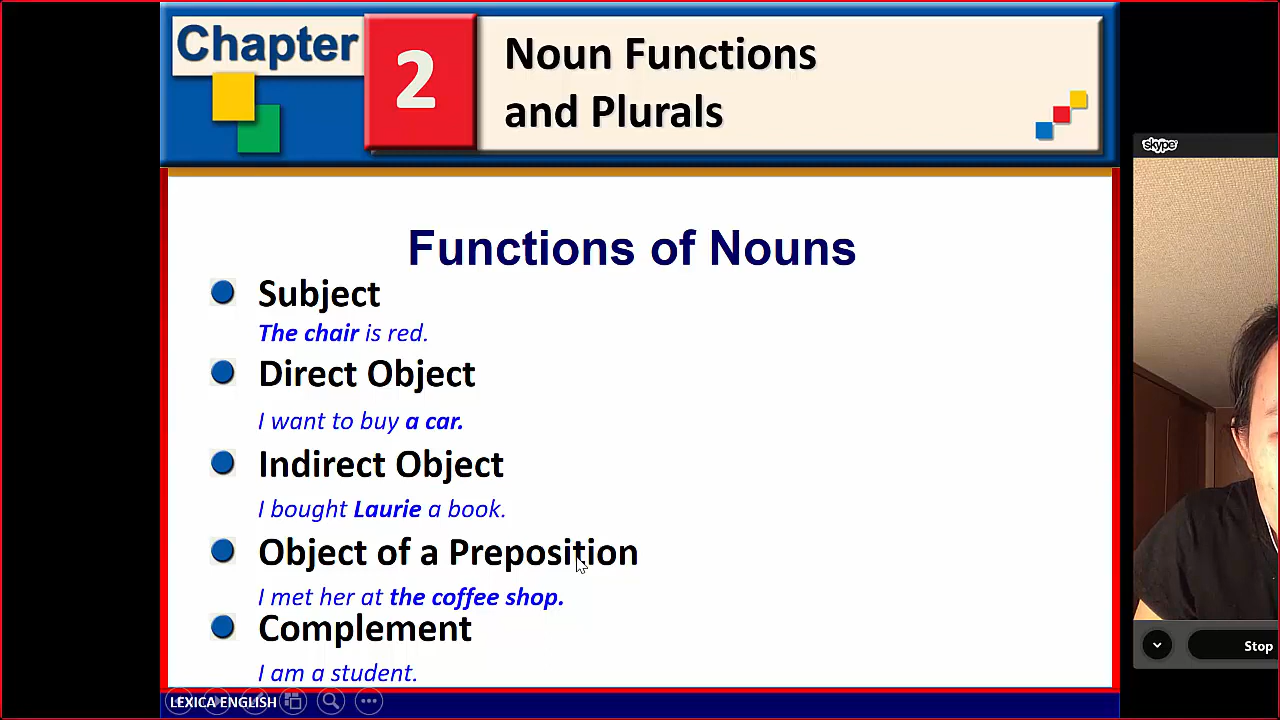 Chapter
2
Noun Functions
and Plurals
skype
Functions of Nouns
Subject
The chair is red.
Direct Object
I want to buy a car.
Indirect Object
I bought Laurie a book.
Object of a Preposition
I met her at the coffee shop.
Complement
I am a student.
Stop
LEXICA ENGLISH